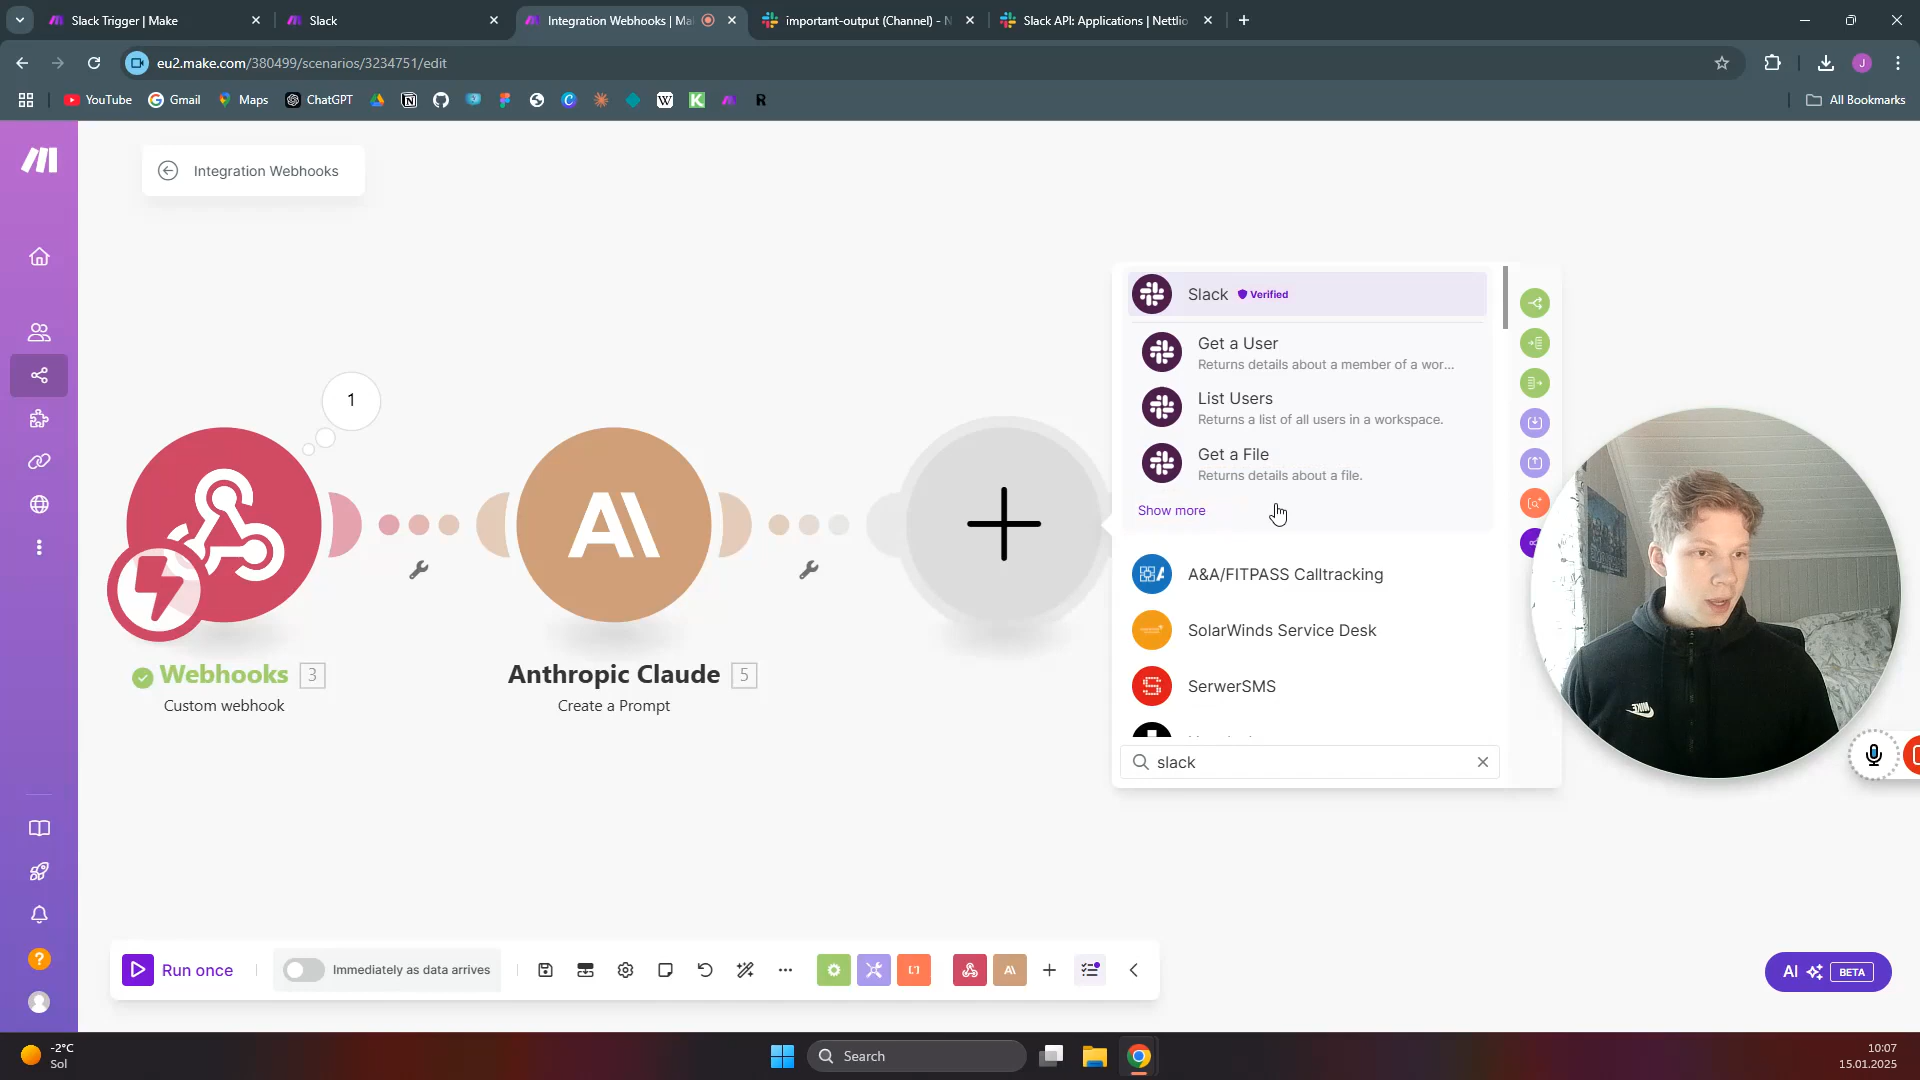 Slack Trigger | Make
Slack
Integration Webhooks | Ma
important-output (Channel) - N
Slack API: Applications | Nettlio
eu2.make.com/380499/scenarios/3234751/edit
J
YouTube
Gmail
Maps
ChatGPT
W
K
R
All Bookmarks
Integration Webhooks
Slack
Verified
Get a User
Returns details about a member of a wor...
List Users
Returns a list of all users in a workspace.
Get a File
Returns details about a file.
Show more
A&A/FITPASS Calltracking
SolarWinds Service Desk
SerwerSMS
slack
1
Webhooks 3
Custom webhook
Anthropic Claude 5
Create a Prompt
Run once
Immediately as data arrives
AI BETA
-2°C
Sol
Search
10:07
15.01.2025